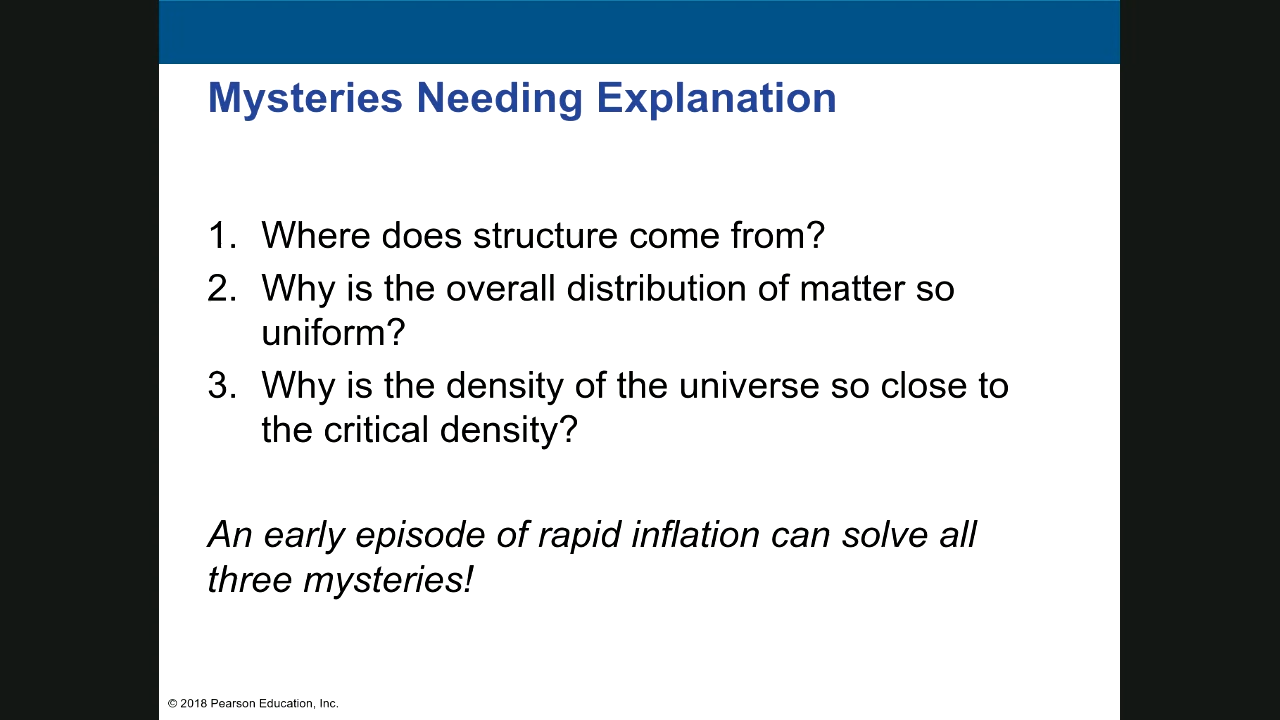 Mysteries Needing Explanation
1. Where does structure come from?
2. Why is the overall distribution of matter so
uniform?
3. Why is the density of the universe so close to
the critical density?
An early episode of rapid inflation can solve all
three mysteries!
© 2018 Pearson Education, Inc.